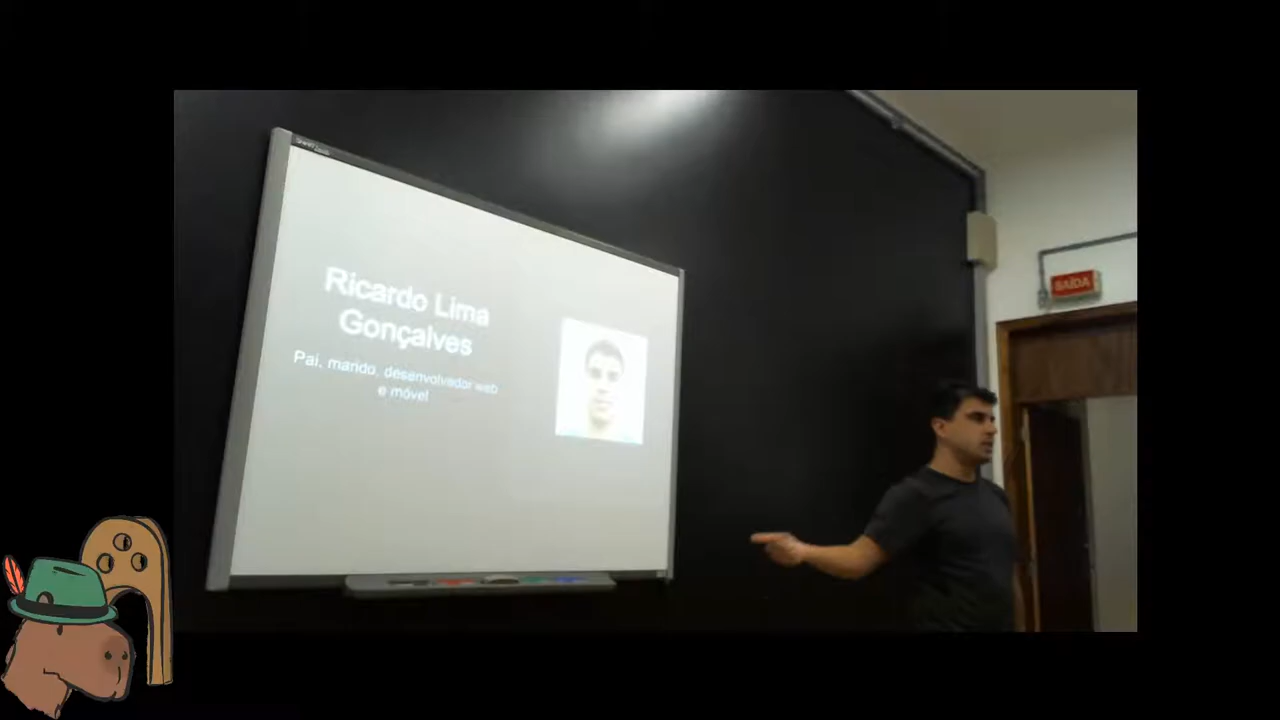 Ricardo Lima
Gonçalves
Pai, marido, desenvolvedor web
e móvel
SAÍDA